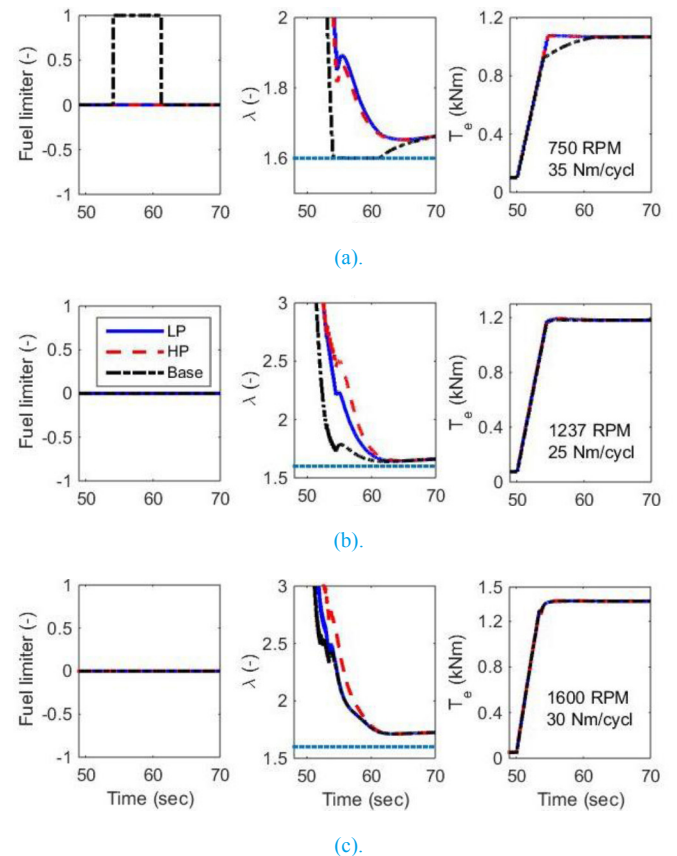 Fuel limiter (-)
1
0.5
0
-0.5
-1
50 60 70
λ (-)
2
1.8
1.6
50 60 70
T_e (kNm)
1.2
0.8
0.4
0
50 60 70
750 RPM
35 Nm/cycl
(a).
Fuel limiter (-)
1
0.5
0
-0.5
-1
50 60 70
LP
HP
Base
λ (-)
3
2.5
2
1.5
50 60 70
T_e (kNm)
1.2
0.8
0.4
0
50 60 70
1237 RPM
25 Nm/cycl
(b).
Fuel limiter (-)
1
0.5
0
-0.5
-1
50 60 70
Time (sec)
λ (-)
3
2.5
2
1.5
50 60 70
Time (sec)
T_e (kNm)
1.5
1.2
0.8
0.4
0
50 60 70
Time (sec)
1600 RPM
30 Nm/cycl
(c).